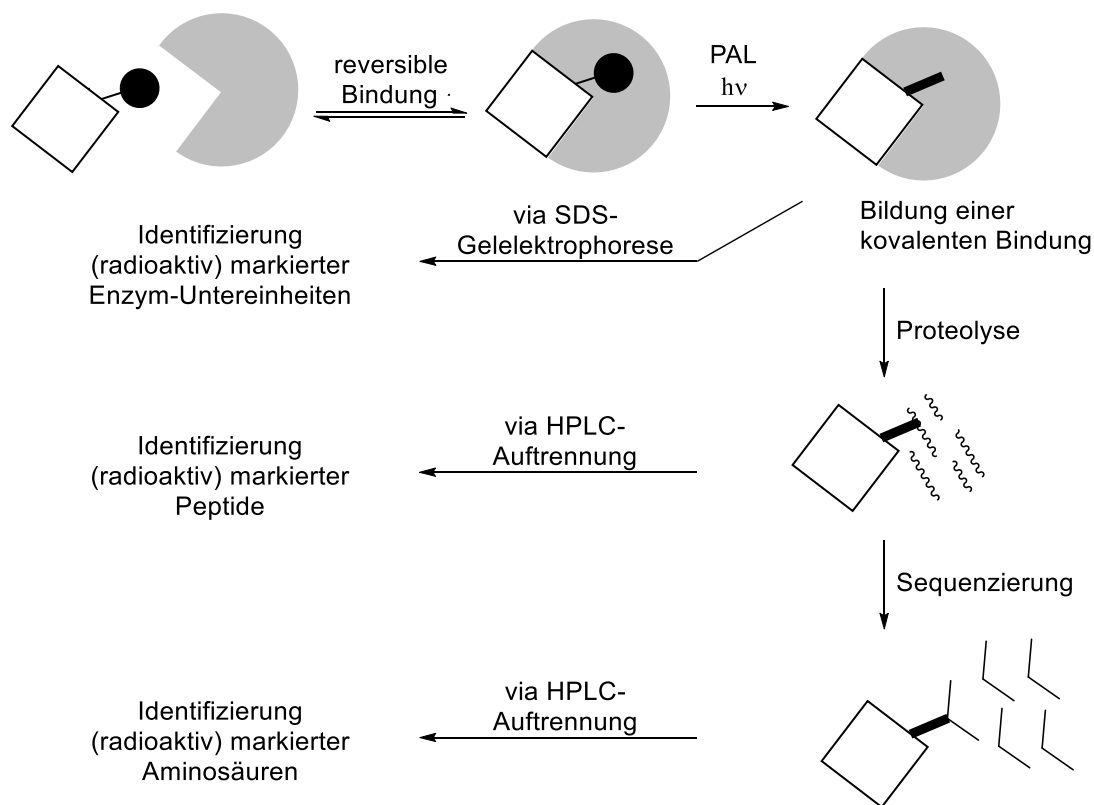 reversible
Bindung
PAL
hν
Bildung einer
kovalenten Bindung
via SDS-
Gelelektrophorese
Identifizierung
(radioaktiv) markierter
Enzym-Untereinheiten
Proteolyse
via HPLC-
Auftrennung
Identifizierung
(radioaktiv) markierter
Peptide
Sequenzierung
via HPLC-
Auftrennung
Identifizierung
(radioaktiv) markierter
Aminosäuren